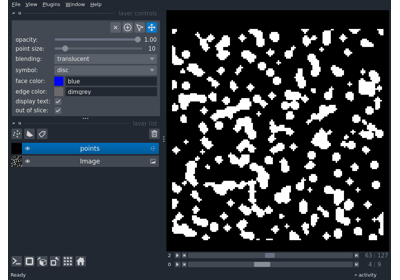 File View Plugins Window Help
layer controls
opacity: 1.00
point size: 10
blending: translucent
symbol: disc
face color: blue
edge color: dimgrey
display text:
out of slice:
layer list
points
Image
2 63 127
0 4 9
Ready activity